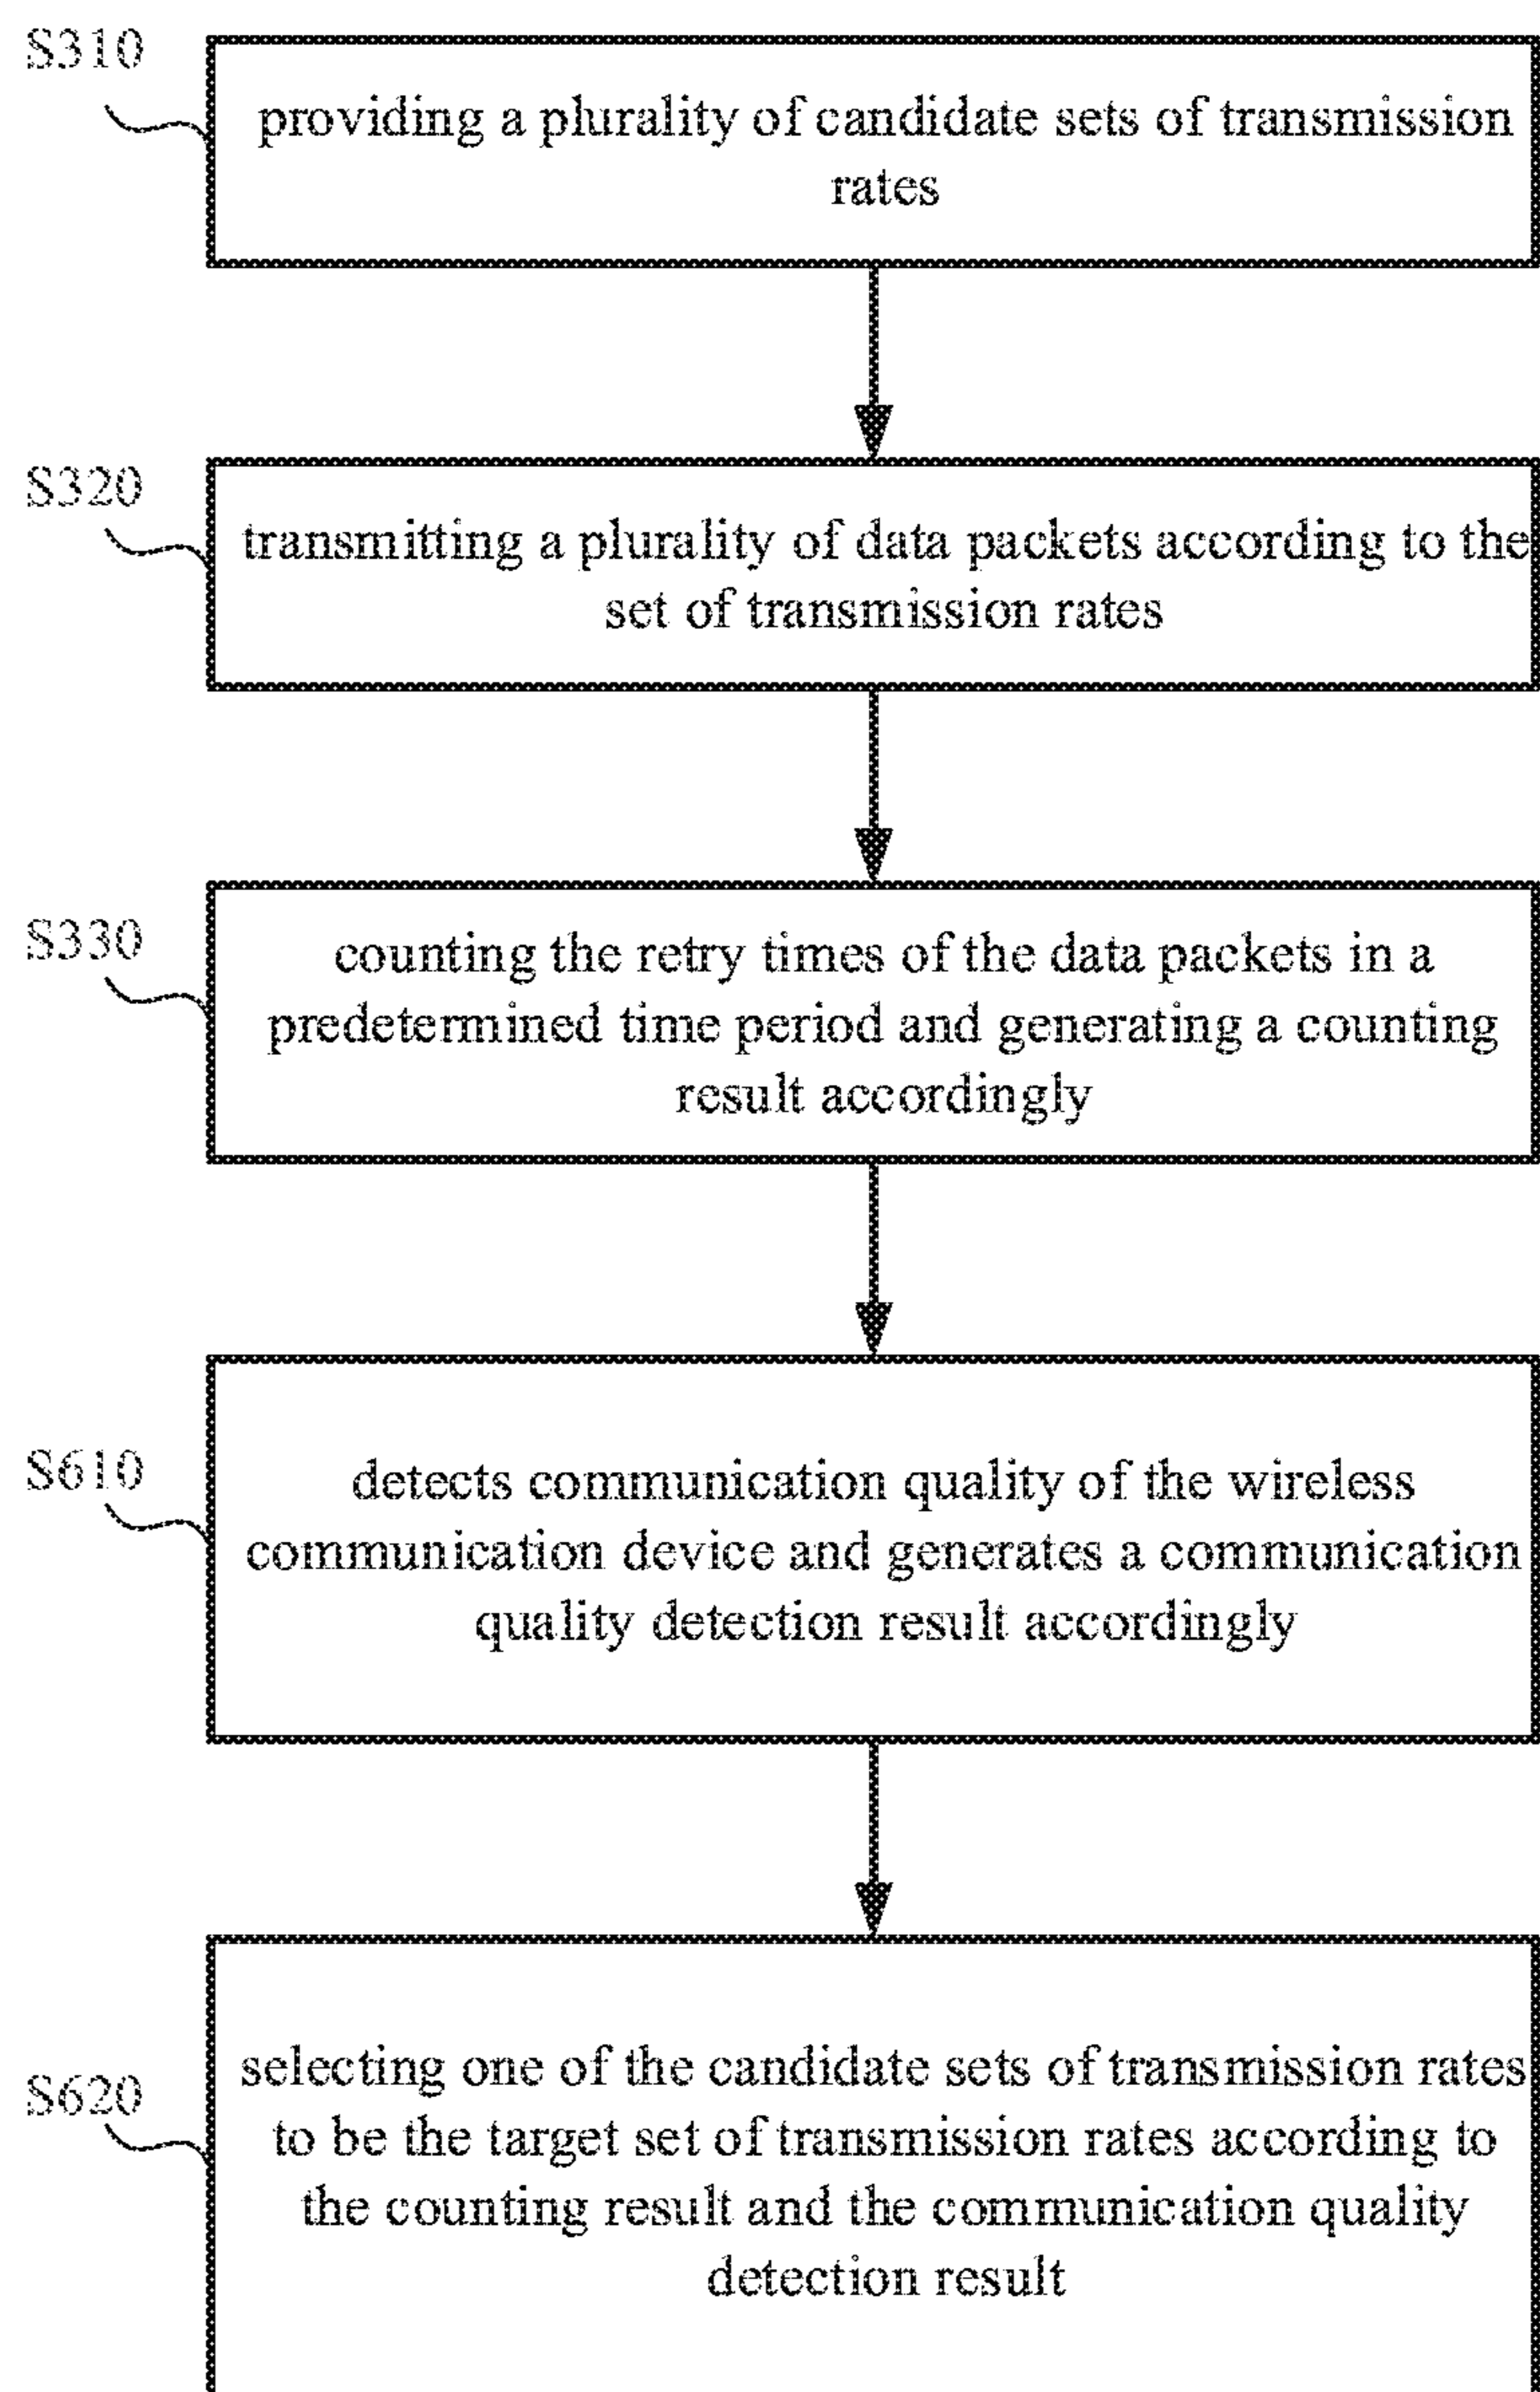 S310
providing a plurality of candidate sets of transmission
rates
S320
transmitting a plurality of data packets according to the
set of transmission rates
S330
counting the retry times of the data packets in a
predetermined time period and generating a counting
result accordingly
S610
detects communication quality of the wireless
communication device and generates a communication
quality detection result accordingly
S620
selecting one of the candidate sets of transmission rates
to be the target set of transmission rates according to
the counting result and the communication quality
detection result